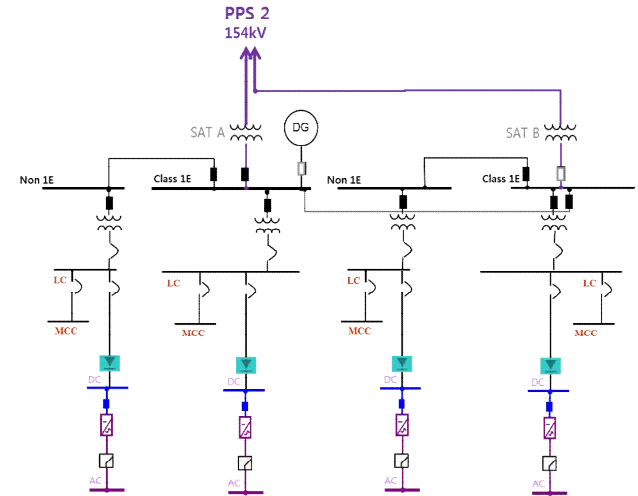 PPS 2
154kV
SAT A
DG
SAT B
Non 1E
Class 1E
Non 1E
Class 1E
LC
LC
LC
LC
MCC
MCC
MCC
MCC
DC
DC
DC
DC
AC
AC
AC
AC